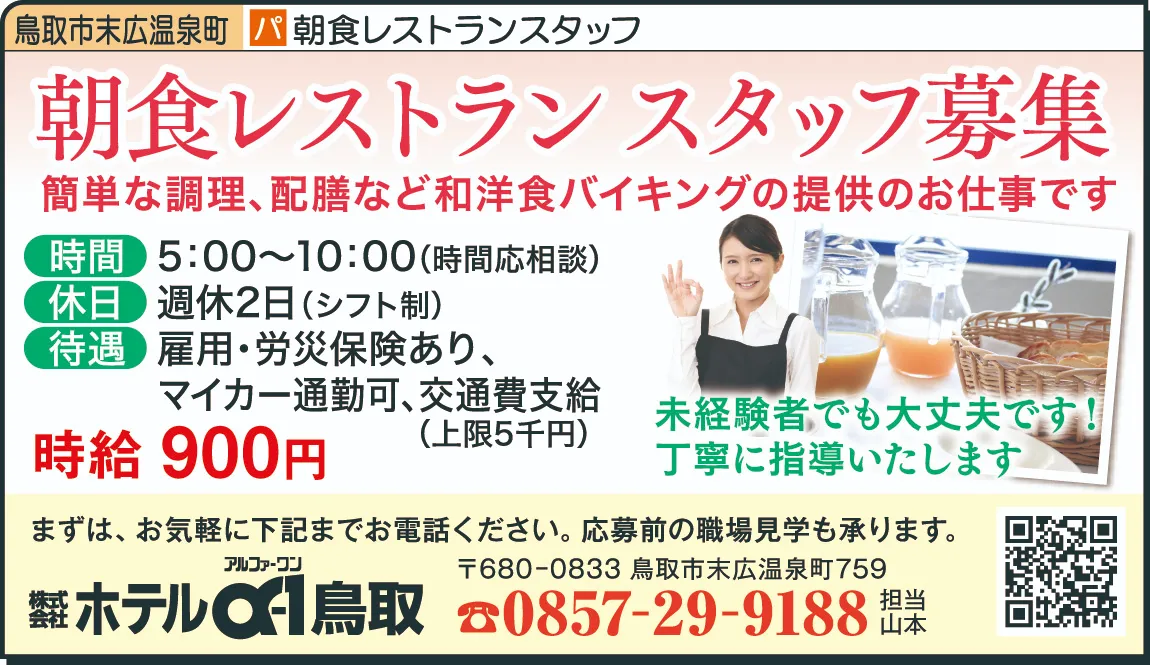 鳥取市末広温泉町 パ 朝食レストランスタッフ
朝食レストラン スタッフ募集
簡単な調理、配膳など和洋食バイキングの提供のお仕事です
時間 5:00〜10:00(時間応相談)
休日 週休2日(シフト制)
待遇 雇用・労災保険あり、
マイカー通勤可、交通費支給
(上限5千円)
時給 900円
未経験者でも大丈夫です!
丁寧に指導いたします
まずは、お気軽に下記までお電話ください。応募前の職場見学も承ります。
アルファーワン
株式会社 ホテルα-1鳥取
〒680-0833 鳥取市末広温泉町759
☎0857-29-9188 担当 山本